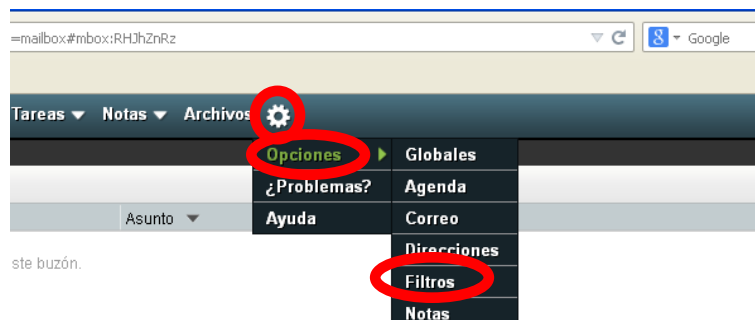 =mailbox#mbox:RHJhZnRz
Google
Tareas Notas Archivos
Opciones Globales
¿Problemas? Agenda
Asunto Ayuda Correo
Direcciones
ste buzón.
Filtros
Notas